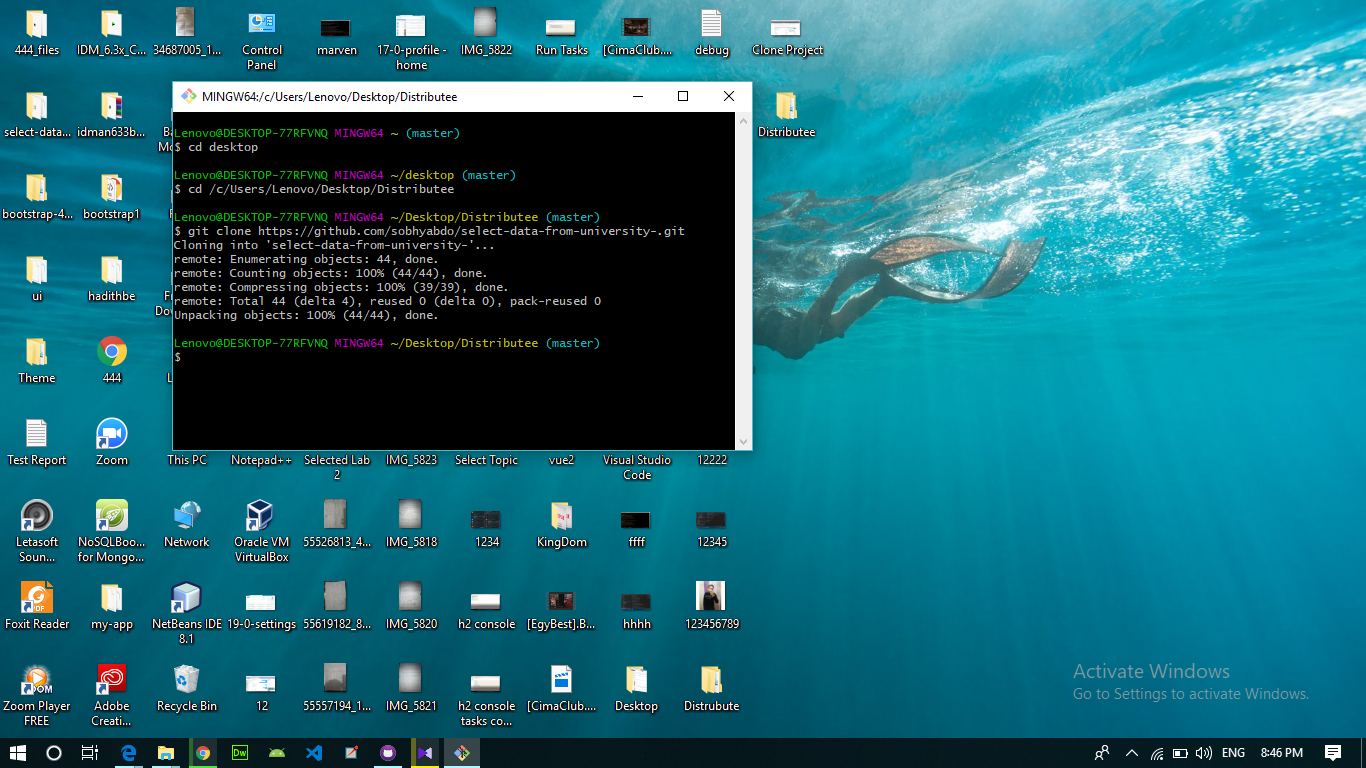 444_files
IDM_6.3x_C...
34687005_1...
Control
Panel
marven
17-0-profile -
home
IMG_5822
Run Tasks
[CimaClub....
debug
Clone Project
select-data...
idman633b...
Distributee
bootstrap-4...
bootstrap1
ui
hadithbe
Theme
444
MINGW64:/c/Users/Lenovo/Desktop/Distributee
Lenovo@DESKTOP-77RFVNQ MINGW64 ~ (master)
$ cd desktop
Lenovo@DESKTOP-77RFVNQ MINGW64 ~/desktop (master)
$ cd /c/Users/Lenovo/Desktop/Distributee
Lenovo@DESKTOP-77RFVNQ MINGW64 ~/Desktop/Distributee (master)
$ git clone https://github.com/sobhyabdo/select-data-from-university-.git
Cloning into 'select-data-from-university-'...
remote: Enumerating objects: 44, done.
remote: Counting objects: 100% (44/44), done.
remote: Compressing objects: 100% (39/39), done.
remote: Total 44 (delta 4), reused 0 (delta 0), pack-reused 0
Unpacking objects: 100% (44/44), done.
Lenovo@DESKTOP-77RFVNQ MINGW64 ~/Desktop/Distributee (master)
$
Test Report
Zoom
This PC
Notepad++
Selected Lab
2
IMG_5823
Select Topic
vue2
Visual Studio
Code
12222
Letasoft
Soun...
NoSQLBoo...
for Mongo...
Network
Oracle VM
VirtualBox
55526813_4...
IMG_5818
1234
KingDom
ffff
12345
Foxit Reader
my-app
NetBeans IDE
8.1
19-0-settings
55619182_8...
IMG_5820
h2 console
[EgyBest].B...
hhhh
123456789
Zoom Player
FREE
Adobe
Creati...
Recycle Bin
12
55557194_1...
IMG_5821
h2 console
tasks co...
[CimaClub....
Desktop
Distrubute
Activate Windows
Go to Settings to activate Windows.
Dw
ENG
8:46 PM